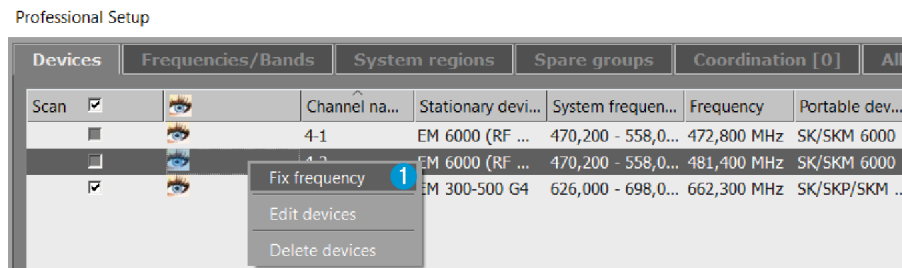 Professional Setup
Devices Frequencies/Bands System regions Spare groups Coordination [0] All
Scan Channel na... Stationary devi... System frequen... Frequency Portable dev...
4-1 EM 6000 (RF ... 470,200 - 558,0... 472,800 MHz SK/SKM 6000
4-2 EM 6000 (RF ... 470,200 - 558,0... 481,400 MHz SK/SKM 6000
Fix frequency 1 EM 300-500 G4 626,000 - 698,0... 662,300 MHz SK/SKP/SKM ...
Edit devices
Delete devices